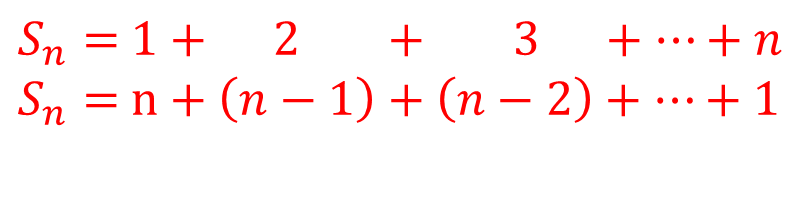 Sₙ = 1 + 2 + 3 + ⋯ + n
Sₙ = n + (n − 1) + (n − 2) + ⋯ + 1